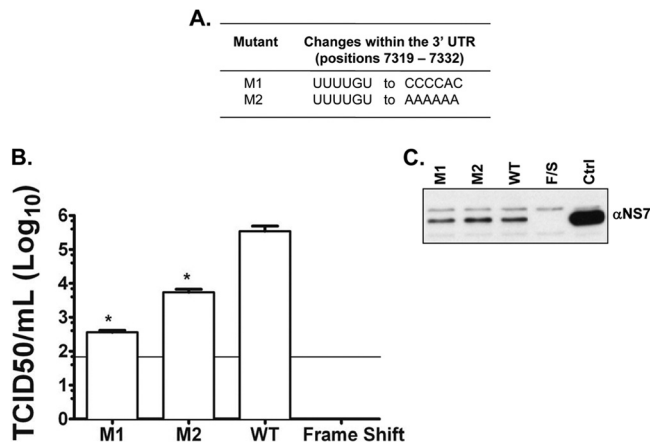 A.
Mutant Changes within the 3' UTR
(positions 7319 – 7332)
M1 UUUUGU to CCCCAC
M2 UUUUGU to AAAAAA
B.
TCID50/mL (Log10)
6
5
4
3
2
1
0
*
*
M1 M2 WT Frame Shift
C.
M1 M2 WT F/S Ctrl
αNS7